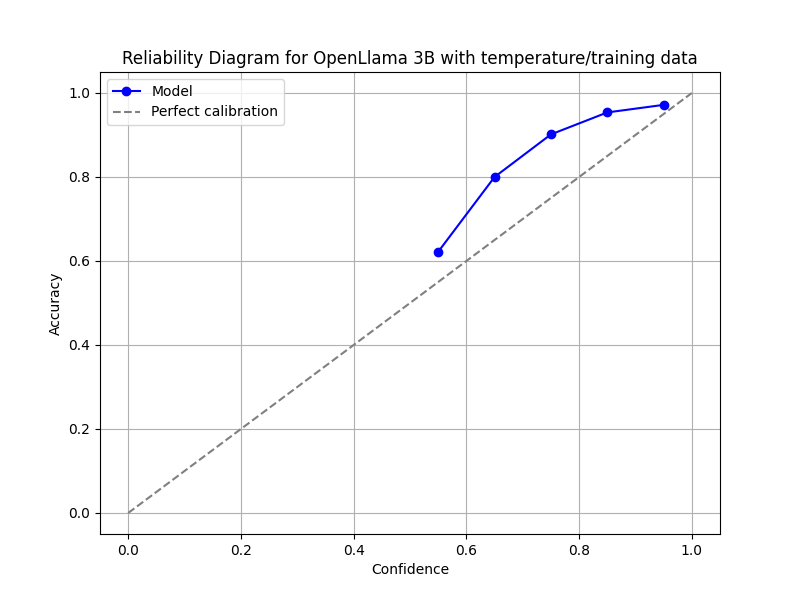 Reliability Diagram for OpenLlama 3B with temperature/training data
Model
Perfect calibration
1.0
0.8
0.6
0.4
0.2
0.0
Accuracy
0.0 0.2 0.4 0.6 0.8 1.0
Confidence